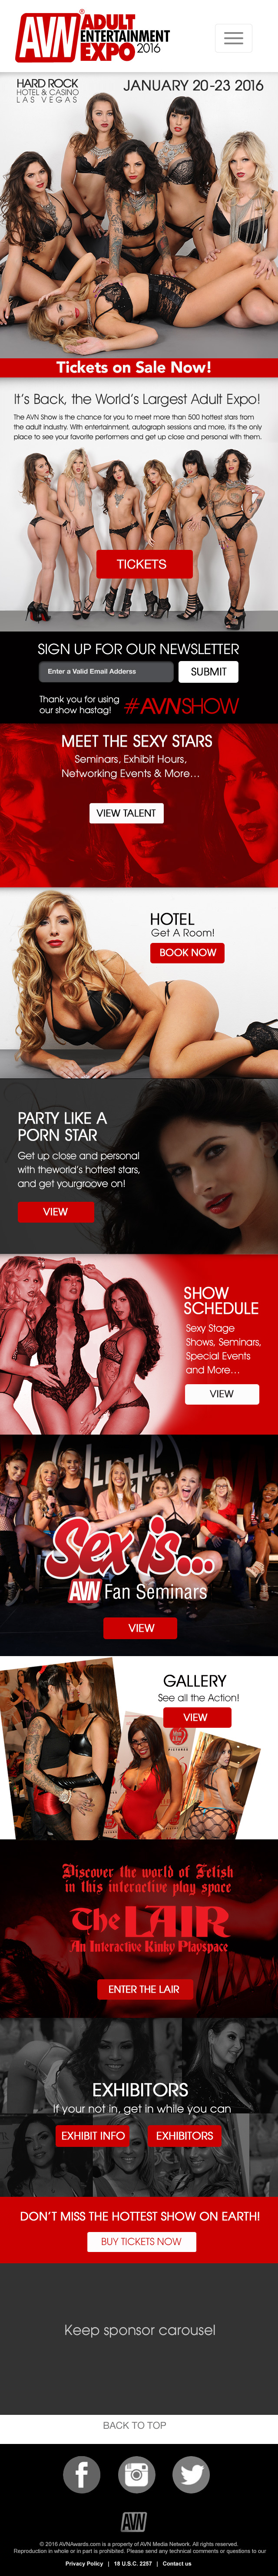 AVN ADULT
ENTERTAINMENT
EXPO 2016
HARD ROCK
HOTEL & CASINO
LAS VEGAS
JANUARY 20-23 2016
Tickets on Sale Now!
It's Back, the World's Largest Adult Expo!
The AVN Show is the chance for you to meet more than 500 hottest stars from
the adult industry. With entertainment, autograph sessions and more, it's the only
place to see your favorite performers and get up close and personal with them.
TICKETS
SIGN UP FOR OUR NEWSLETTER
Enter a Valid Email Adderss
SUBMIT
Thank you for using
our show hastag!
#AVNSHOW
MEET THE SEXY STARS
Seminars, Exhibit Hours,
Networking Events & More...
VIEW TALENT
HOTEL
Get A Room!
BOOK NOW
PARTY LIKE A
PORN STAR
Get up close and personal
with theworld's hottest stars,
and get yourgroove on!
VIEW
SHOW
SCHEDULE
Sexy Stage
Shows, Seminars,
Special Events
and More...
VIEW
Sex is...
AVN Fan Seminars
VIEW
GALLERY
See all the Action!
VIEW
Discover the world of Fetish
in this interactive play space
The LAIR
An Interactive Kinky Playspace
ENTER THE LAIR
EXHIBITORS
If your not in, get in while you can
EXHIBIT INFO
EXHIBITORS
DON'T MISS THE HOTTEST SHOW ON EARTH!
BUY TICKETS NOW
Keep sponsor carousel
BACK TO TOP
AVN
© 2016 AVNAwards.com is a property of AVN Media Network. All rights reserved.
Reproduction in whole or in part is prohibited. Please send any technical comments or questions to our
Privacy Policy | 18 U.S.C. 2257 | Contact us